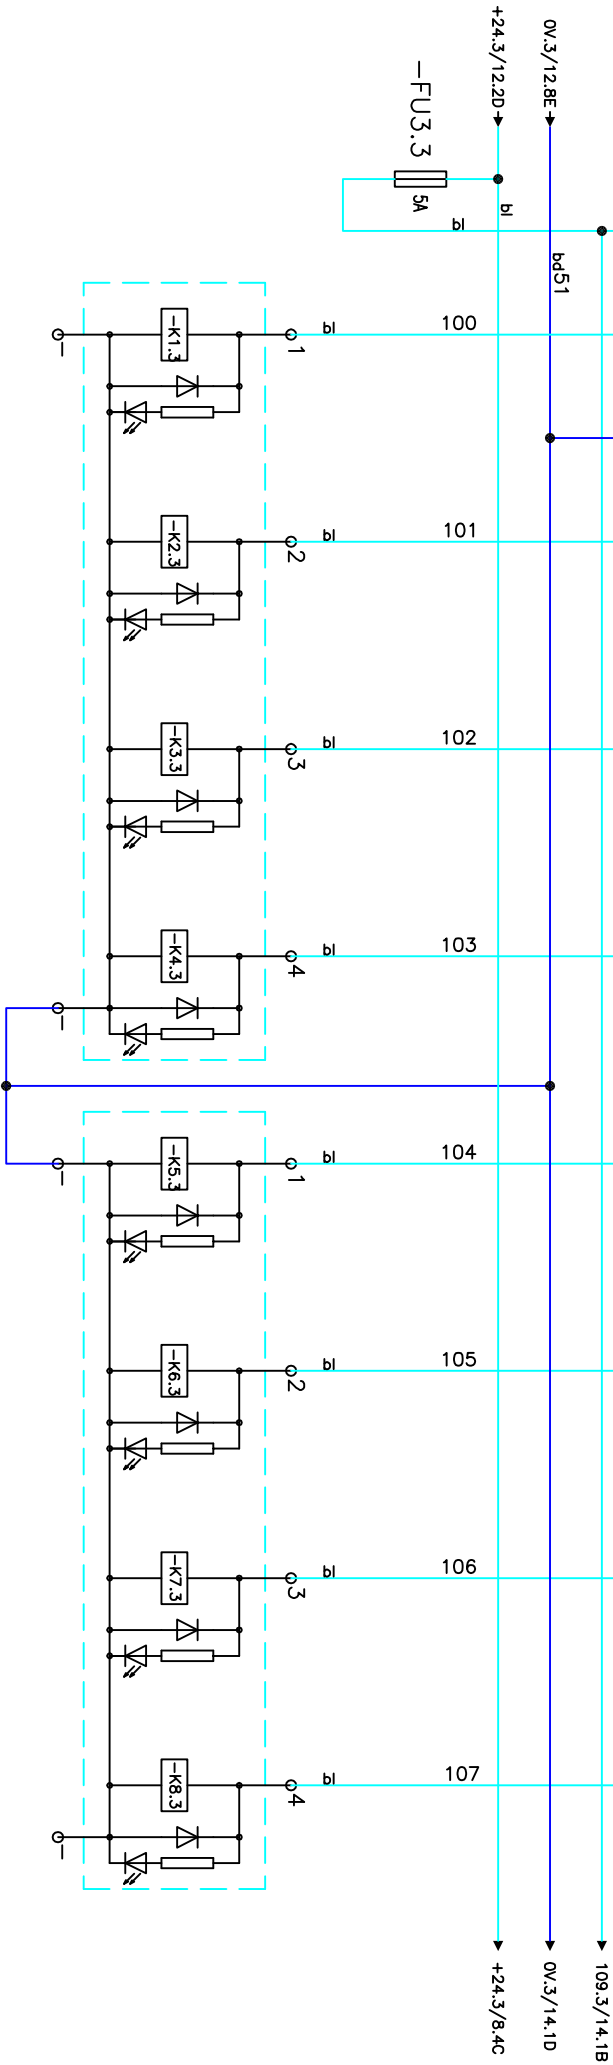 +24.3/12.2D
0V.3/12.8E
-FU3.3
5A
bl
bl
bd51
-K1.3
1
bl
100
-
-K2.3
2
bl
101
-K3.3
3
bl
102
-K4.3
4
bl
103
-
-K5.3
1
bl
104
-
-K6.3
2
bl
105
-K7.3
3
bl
106
-K8.3
4
bl
107
-
+24.3/8.4C
0V.3/14.1D
109.3/14.1B